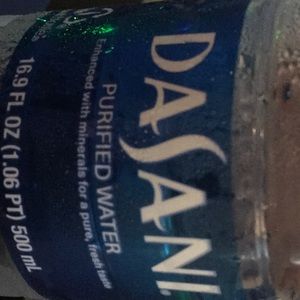 DASANI
PURIFIED WATER
Enhanced with minerals for a pure, fresh taste
16.9 FL OZ (1.06 PT) 500 mL